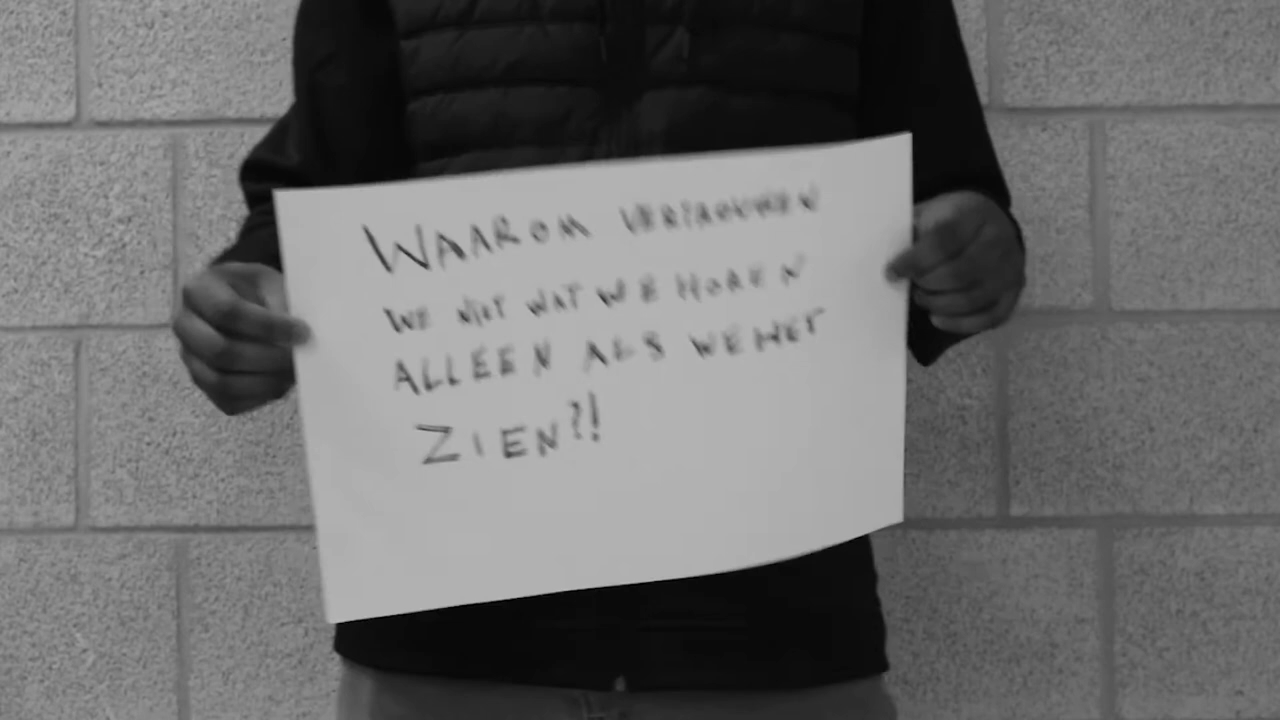 WAAROM VERTROUWEN
WE NIET WAT WE HOREN
ALLEEN ALS WE HET
ZIEN?!